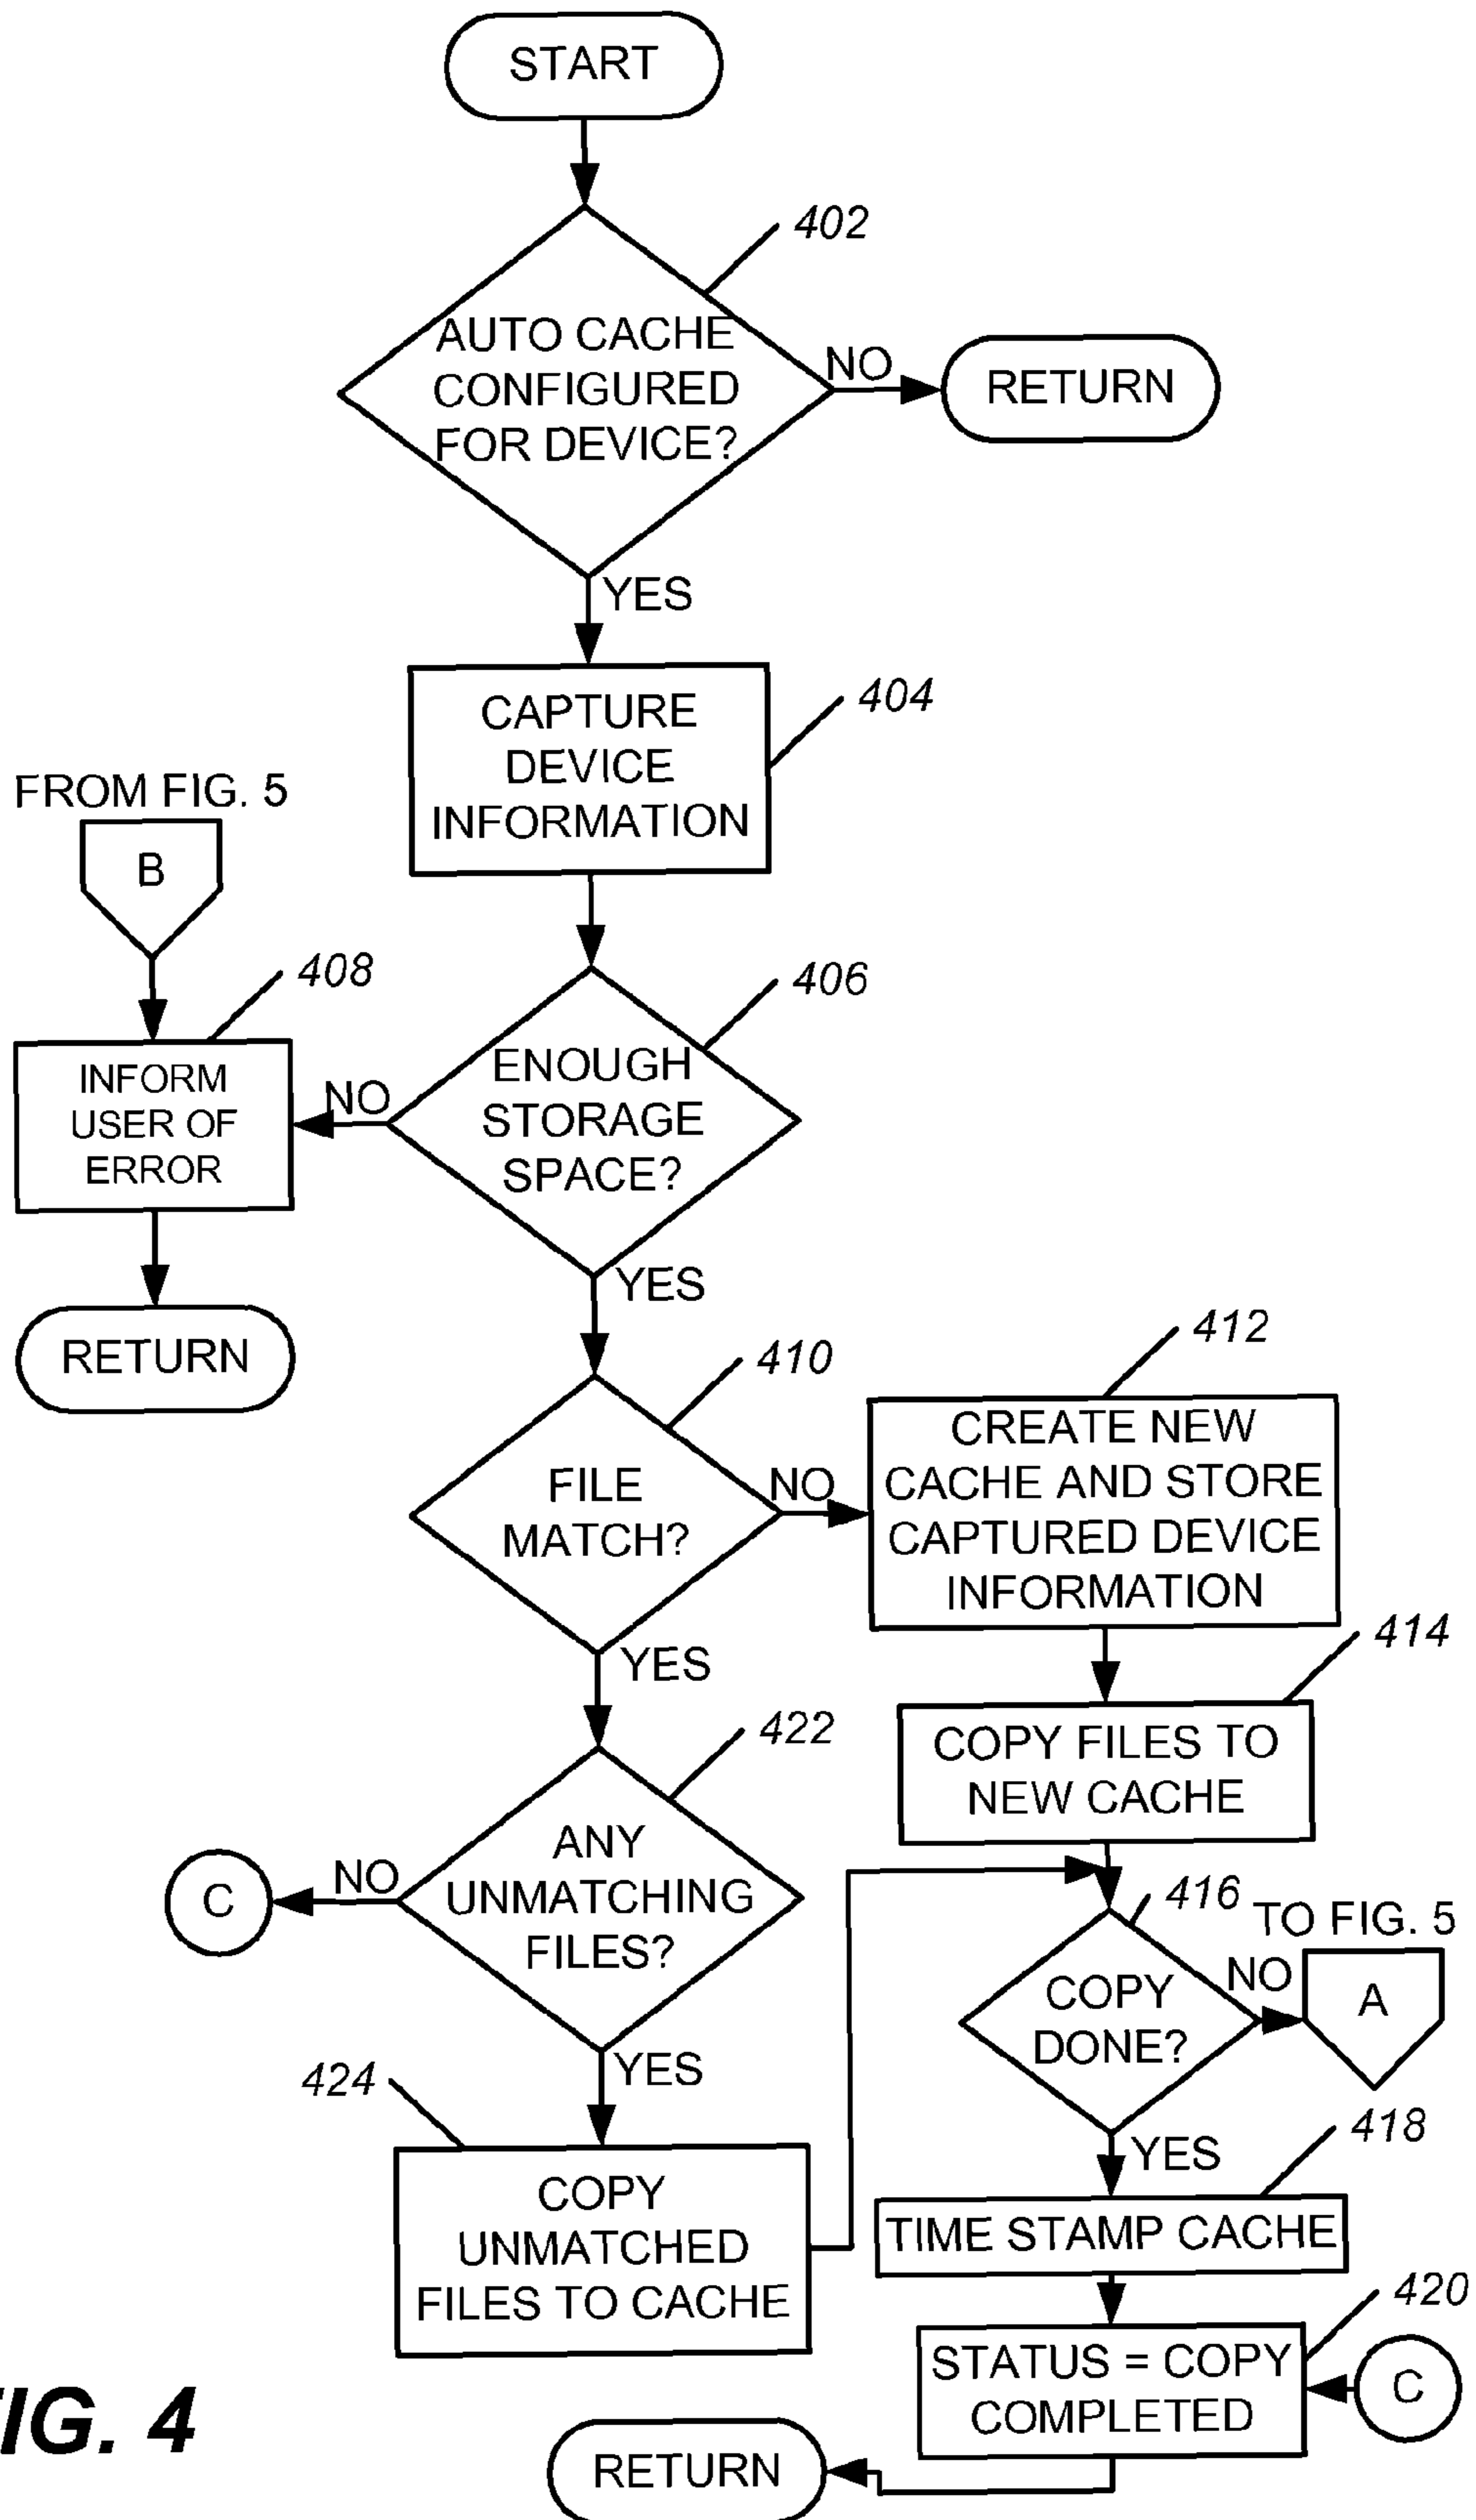 START
402
AUTO CACHE
CONFIGURED
FOR DEVICE?
NO
RETURN
YES
CAPTURE
DEVICE
INFORMATION
404
FROM FIG. 5
B
408
406
INFORM
USER OF
ERROR
NO
ENOUGH
STORAGE
SPACE?
YES
RETURN
410
412
FILE
MATCH?
NO
CREATE NEW
CACHE AND STORE
CAPTURED DEVICE
INFORMATION
YES
414
422
COPY FILES TO
NEW CACHE
ANY
UNMATCHING
FILES?
NO
C
416
TO FIG. 5
COPY
DONE?
NO
A
YES
424
418
YES
COPY
UNMATCHED
FILES TO CACHE
TIME STAMP CACHE
420
STATUS = COPY
COMPLETED
C
IG. 4
RETURN